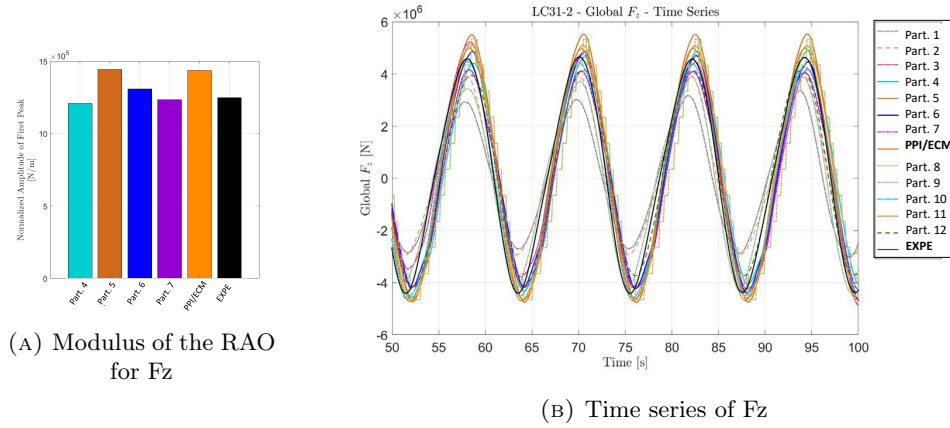 ×10⁵
15
10
5
0
Normalized Amplitude of First Peak
[N/m]
Part. 4
Part. 5
Part. 6
Part. 7
PPI/ECM
EXPE
(A) Modulus of the RAO
for Fz
LC31-2 - Global F_z - Time Series
×10⁶
6
4
2
0
-2
-4
-6
Global F_z [N]
50 55 60 65 70 75 80 85 90 95 100
Time [s]
Part. 1
Part. 2
Part. 3
Part. 4
Part. 5
Part. 6
Part. 7
PPI/ECM
Part. 8
Part. 9
Part. 10
Part. 11
Part. 12
EXPE
(B) Time series of Fz